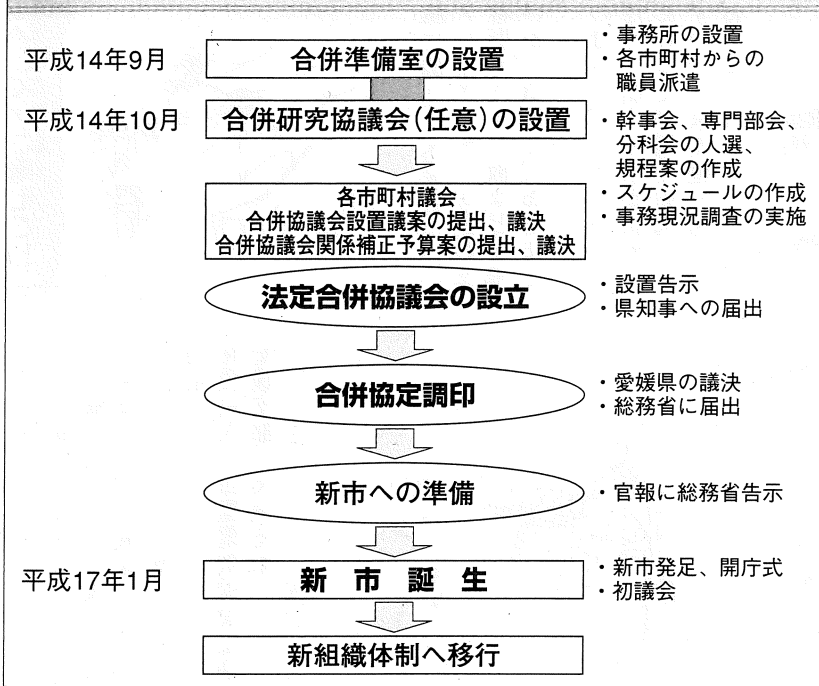 平成14年9月
合併準備室の設置
・事務所の設置
・各市町村からの
職員派遣
平成14年10月
合併研究協議会(任意)の設置
・幹事会、専門部会、
分科会の人選、
規程案の作成
・スケジュールの作成
・事務現況調査の実施
各市町村議会
合併協議会設置議案の提出、議決
合併協議会関係補正予算案の提出、議決
法定合併協議会の設立
・設置告示
・県知事への届出
合併協定調印
・愛媛県の議決
・総務省に届出
新市への準備
・官報に総務省告示
平成17年1月
新市誕生
・新市発足、開庁式
・初議会
新組織体制へ移行